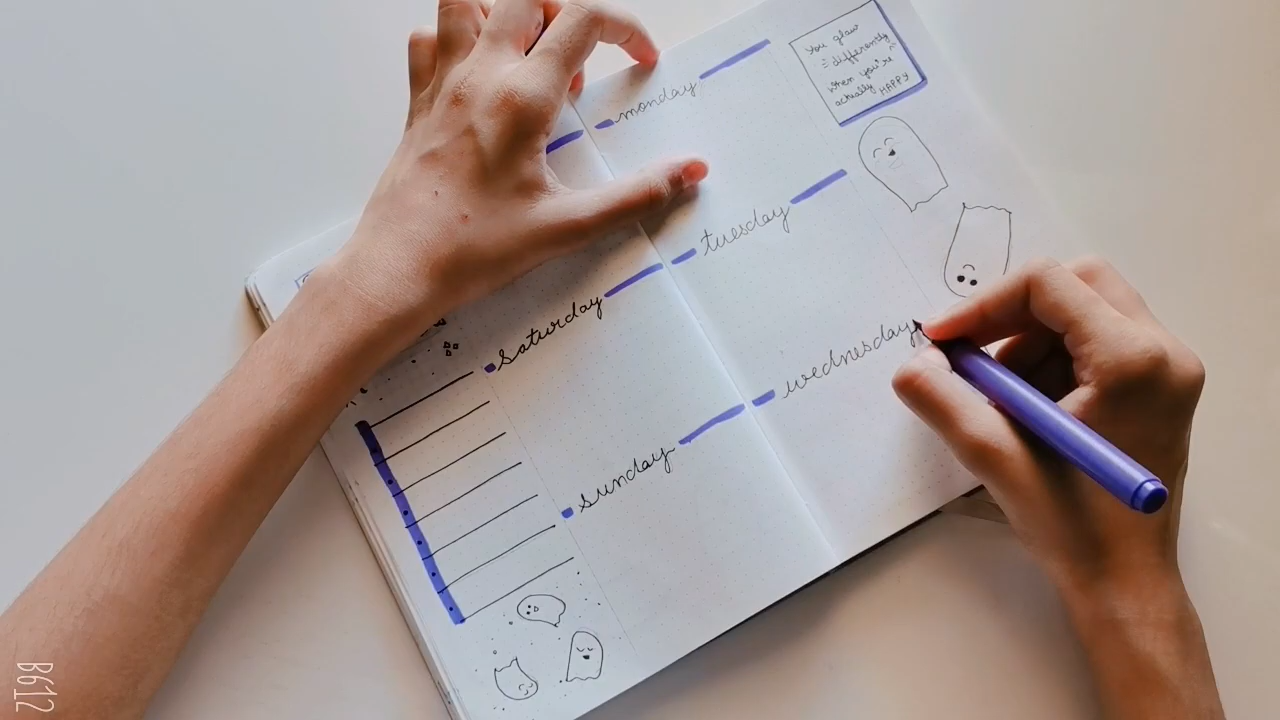 saturday
sunday
monday
tuesday
wednesday
You glow
differently
when you're
actually HAPPY
B612